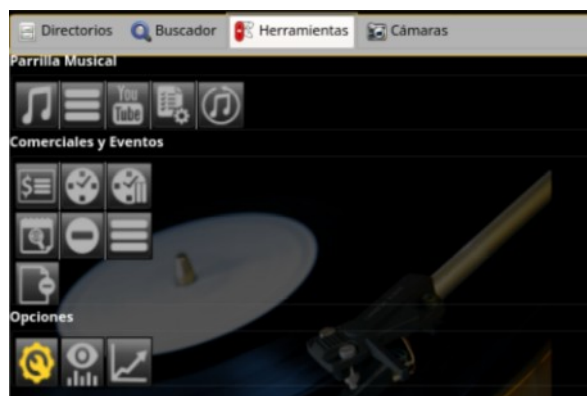 Directorios Buscador Herramientas Cámaras
Parrilla Musical
You Tube
Comerciales y Eventos
$
Opciones